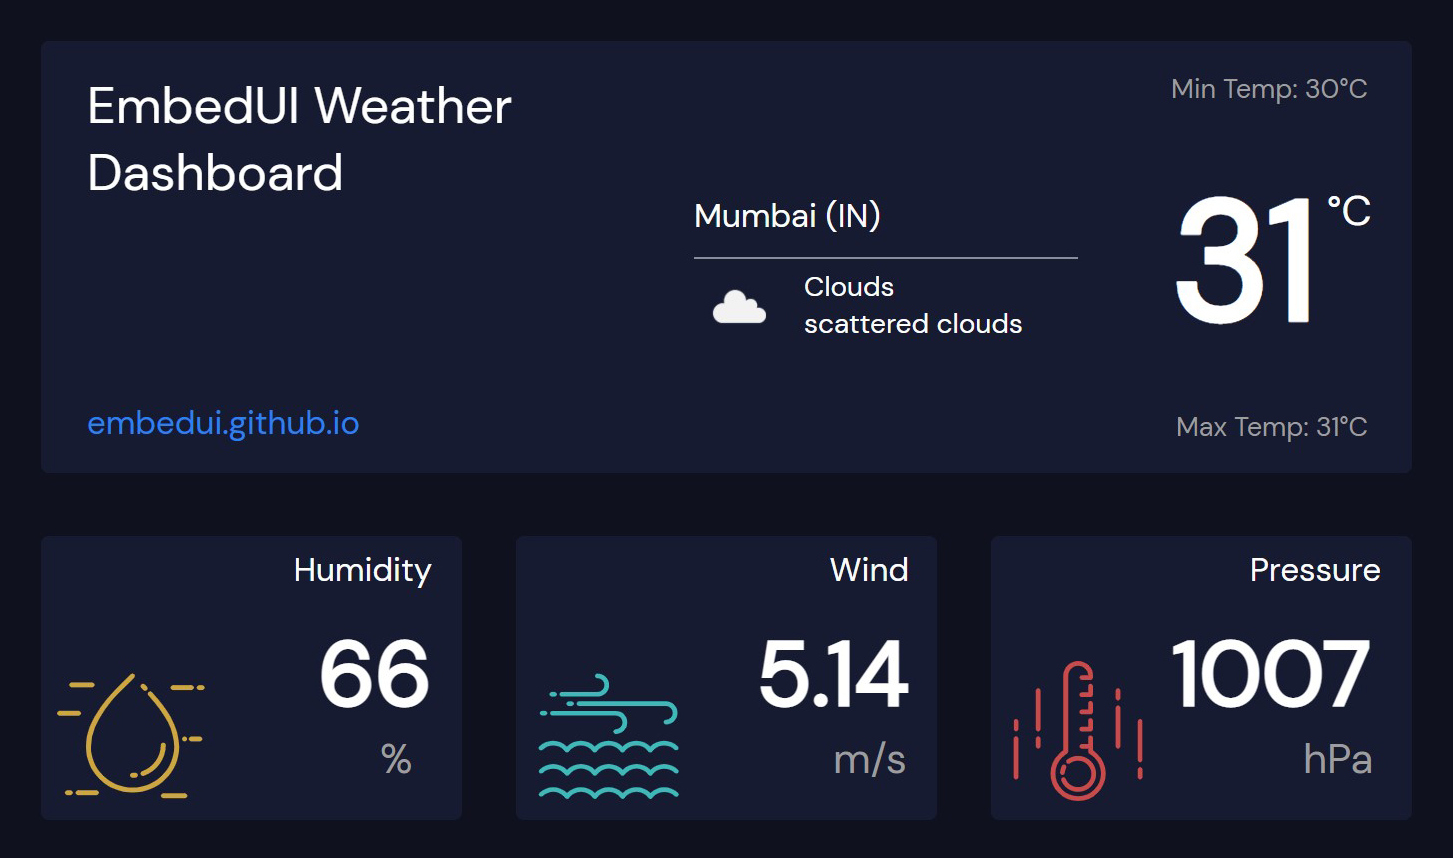 EmbedUI Weather
Dashboard
embedui.github.io
Mumbai (IN)
Clouds
scattered clouds
Min Temp: 30°C
31 °C
Max Temp: 31°C
Humidity
66
%
Wind
5.14
m/s
Pressure
1007
hPa